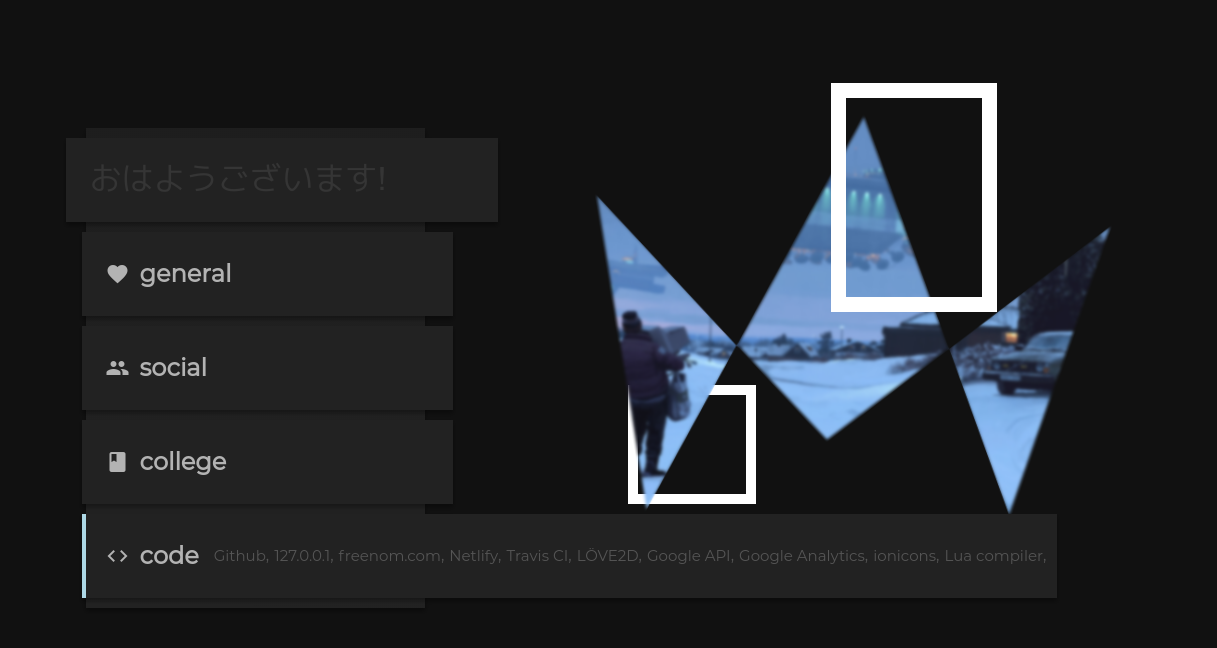 おはようございます!
general
social
college
code Github, 127.0.0.1, freenom.com, Netlify, Travis CI, LÖVE2D, Google API, Google Analytics, ionicons, Lua compiler,